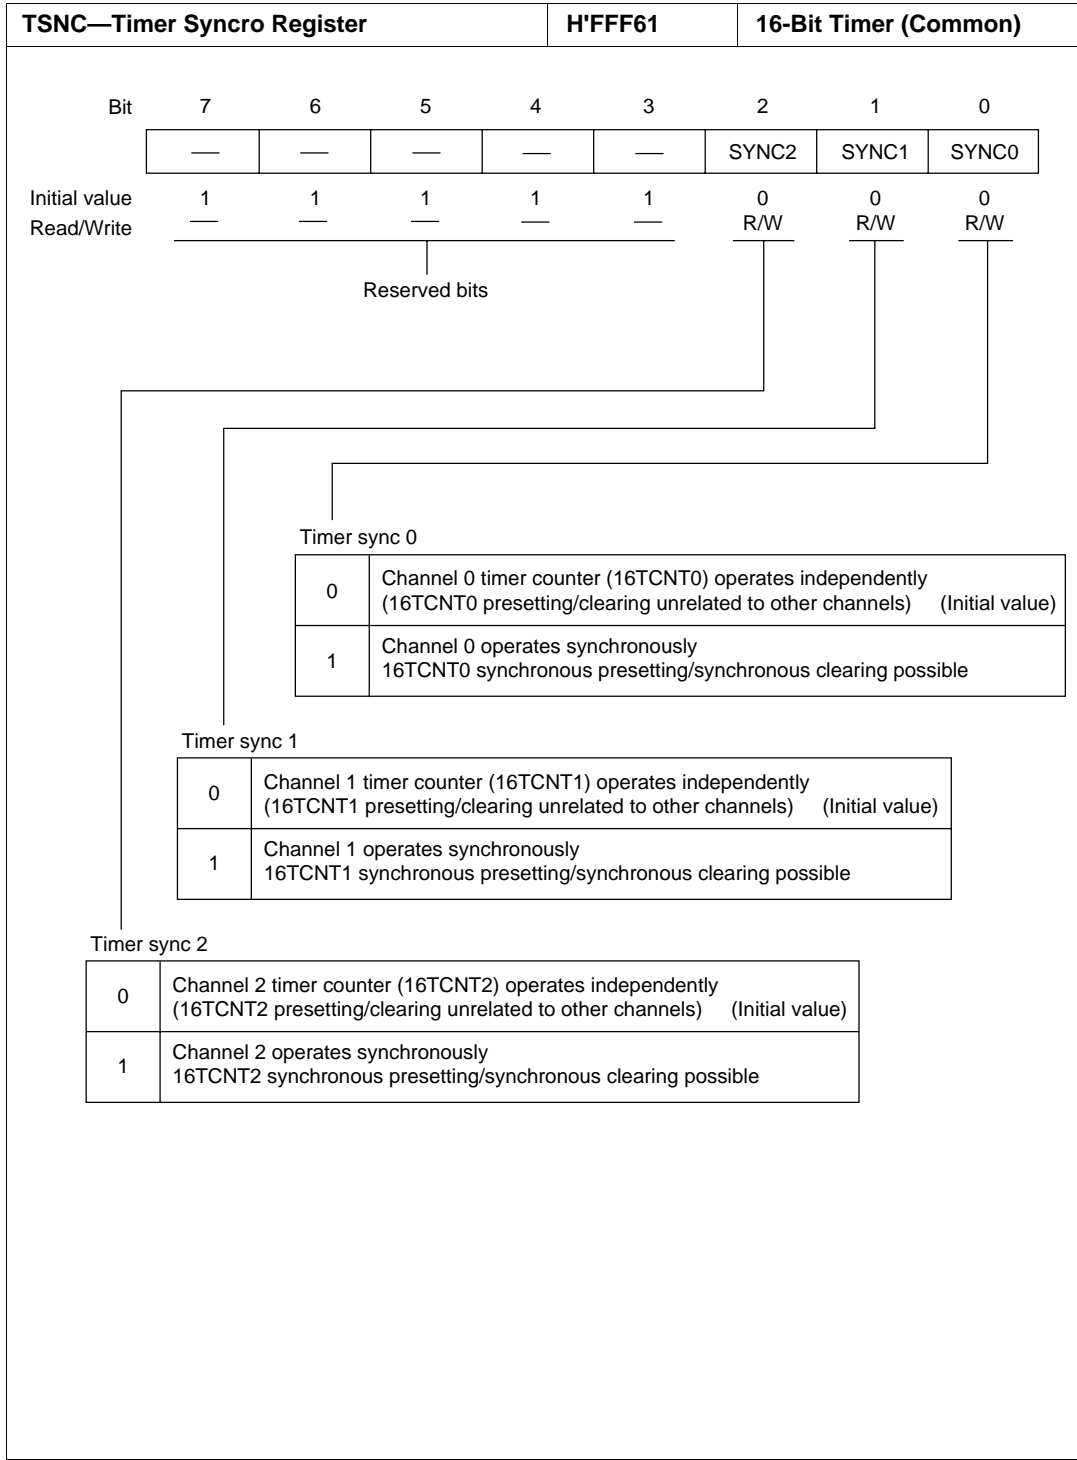 TSNC—Timer Syncro Register H'FFF61 16-Bit Timer (Common)
Bit 7 6 5 4 3 2 1 0
— — — — — SYNC2 SYNC1 SYNC0
Initial value 1 1 1 1 1 0 0 0
Read/Write — — — — — R/W R/W R/W
Reserved bits
Timer sync 0
0 Channel 0 timer counter (16TCNT0) operates independently
(16TCNT0 presetting/clearing unrelated to other channels) (Initial value)
1 Channel 0 operates synchronously
16TCNT0 synchronous presetting/synchronous clearing possible
Timer sync 1
0 Channel 1 timer counter (16TCNT1) operates independently
(16TCNT1 presetting/clearing unrelated to other channels) (Initial value)
1 Channel 1 operates synchronously
16TCNT1 synchronous presetting/synchronous clearing possible
Timer sync 2
0 Channel 2 timer counter (16TCNT2) operates independently
(16TCNT2 presetting/clearing unrelated to other channels) (Initial value)
1 Channel 2 operates synchronously
16TCNT2 synchronous presetting/synchronous clearing possible